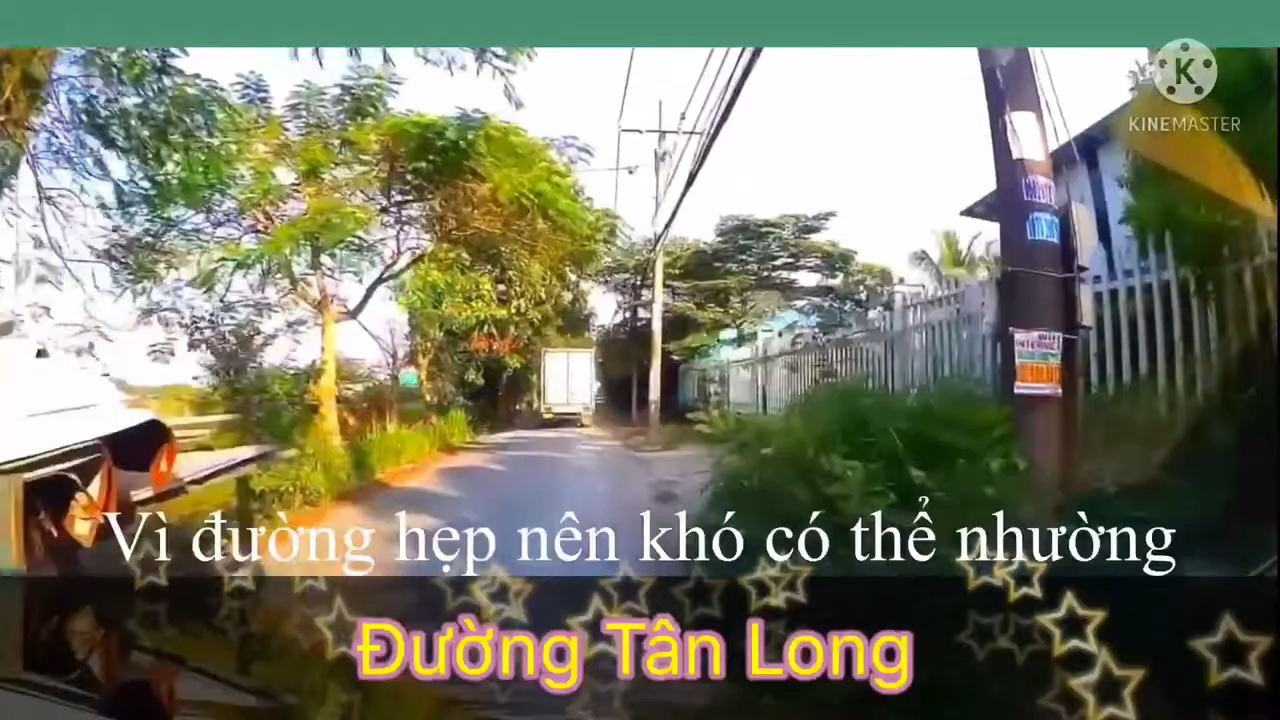 KINEMASTER
Vì đường hẹp nên khó có thể nhường
Đường Tân Long